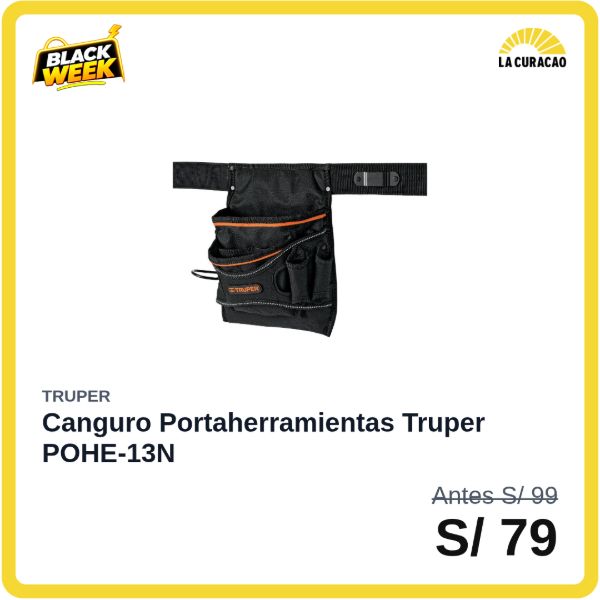 BLACK
WEEK
LA CURACAO
TRUPER
TRUPER
Canguro Portaherramientas Truper
POHE-13N
Antes S/ 99
S/ 79